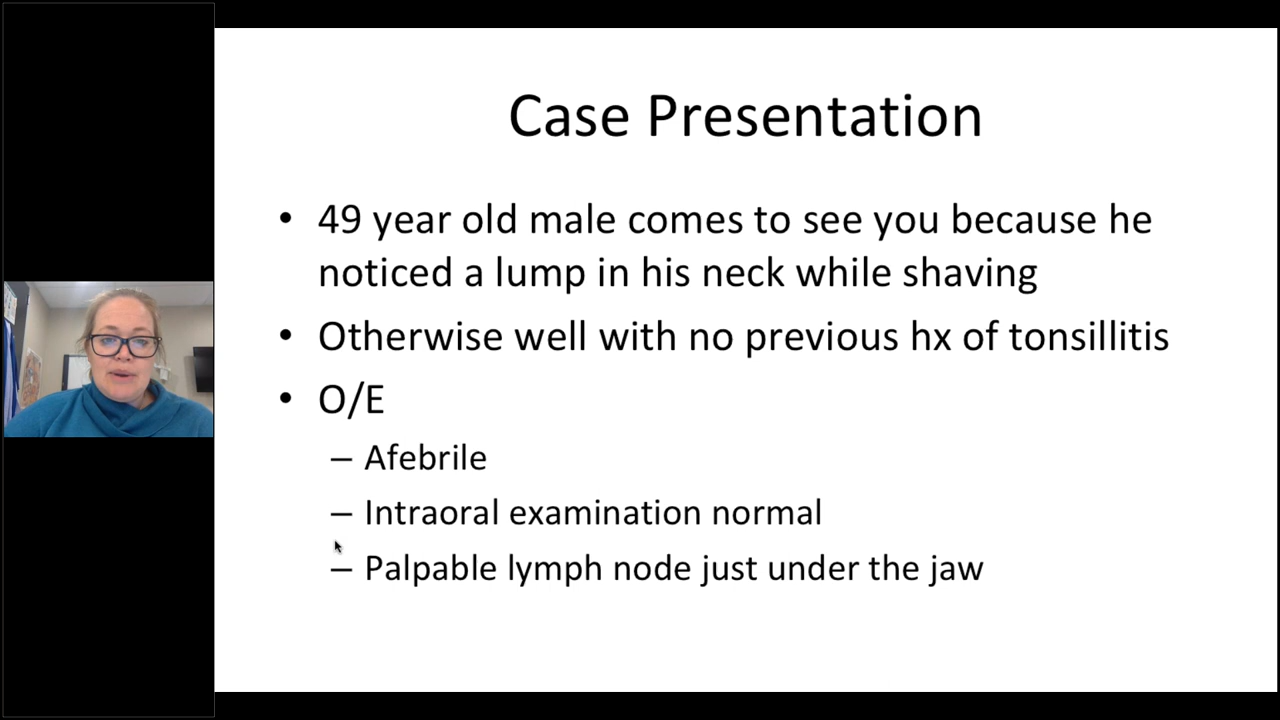 Case Presentation
• 49 year old male comes to see you because he
noticed a lump in his neck while shaving
• Otherwise well with no previous hx of tonsillitis
• O/E
– Afebrile
– Intraoral examination normal
– Palpable lymph node just under the jaw